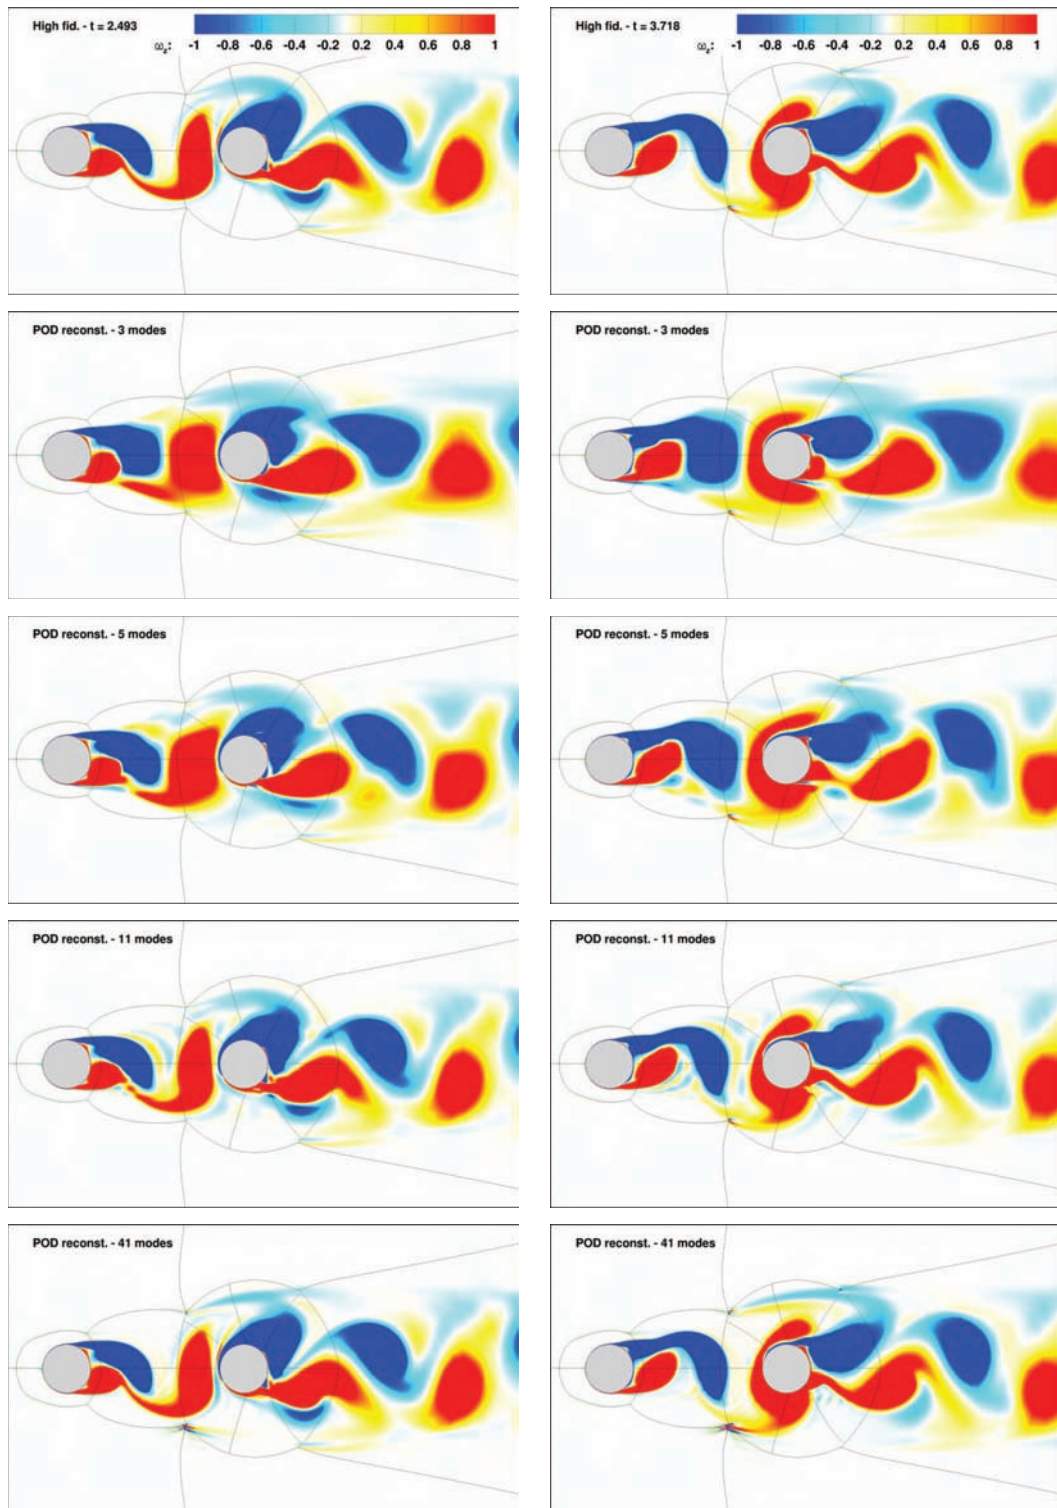 High fid. - t = 2.493
ω_z: -1 -0.8 -0.6 -0.4 -0.2 0.2 0.4 0.6 0.8 1
High fid. - t = 3.718
ω_z: -1 -0.8 -0.6 -0.4 -0.2 0.2 0.4 0.6 0.8 1
POD reconst. - 3 modes
POD reconst. - 3 modes
POD reconst. - 5 modes
POD reconst. - 5 modes
POD reconst. - 11 modes
POD reconst. - 11 modes
POD reconst. - 41 modes
POD reconst. - 41 modes